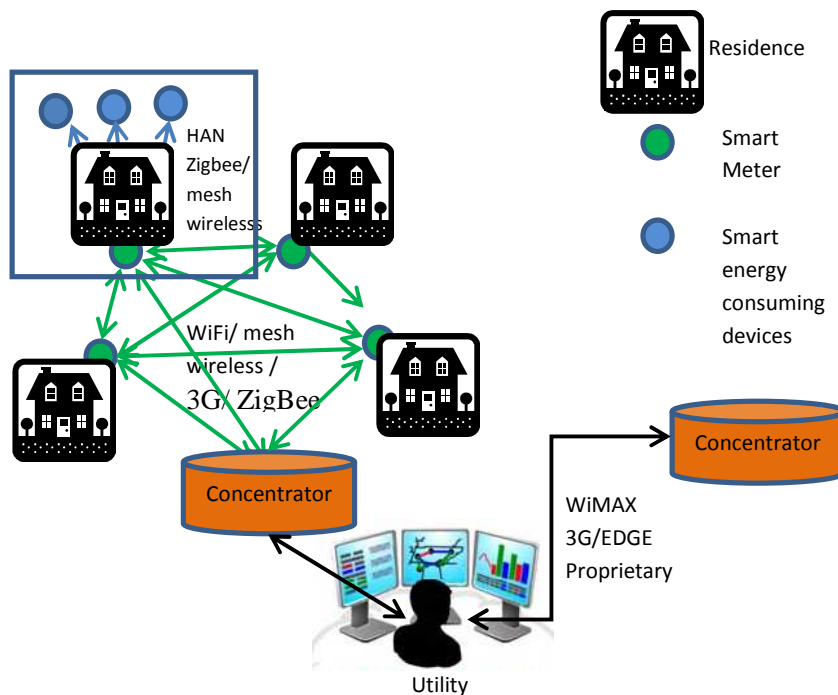 Residence
HAN
Zigbee/
mesh
wirelesss
Smart
Meter
Smart
energy
consuming
devices
WiFi/ mesh
wireless /
3G/ ZigBee
Concentrator
Concentrator
WiMAX
3G/EDGE
Proprietary
Utility